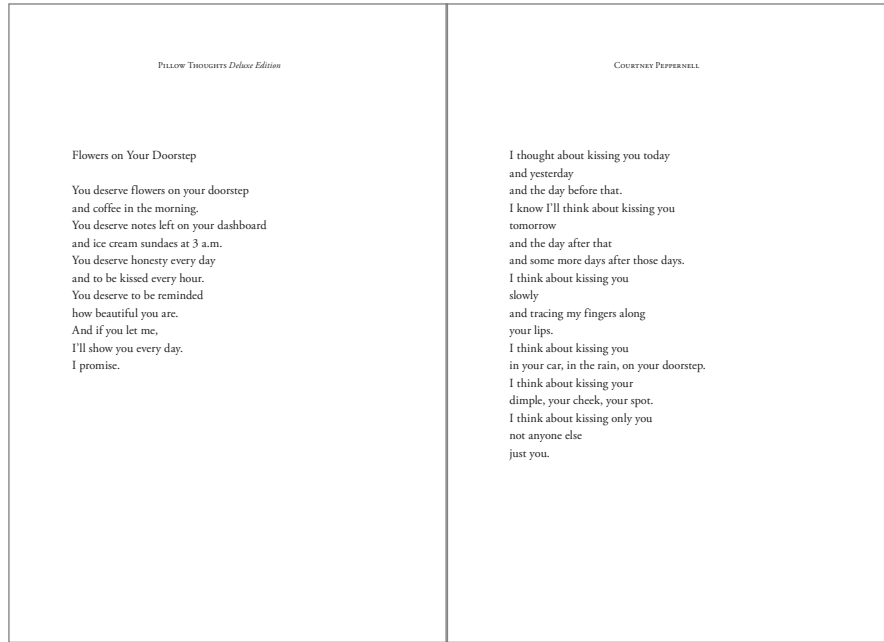 Pillow Thoughts Deluxe Edition
Flowers on Your Doorstep
You deserve flowers on your doorstep
and coffee in the morning.
You deserve notes left on your dashboard
and ice cream sundaes at 3 a.m.
You deserve honesty every day
and to be kissed every hour.
You deserve to be reminded
how beautiful you are.
And if you let me,
I'll show you every day.
I promise.
Courtney Peppernell
I thought about kissing you today
and yesterday
and the day before that.
I know I'll think about kissing you
tomorrow
and the day after that
and some more days after those days.
I think about kissing you
slowly
and tracing my fingers along
your lips.
I think about kissing you
in your car, in the rain, on your doorstep.
I think about kissing your
dimple, your cheek, your spot.
I think about kissing only you
not anyone else
just you.